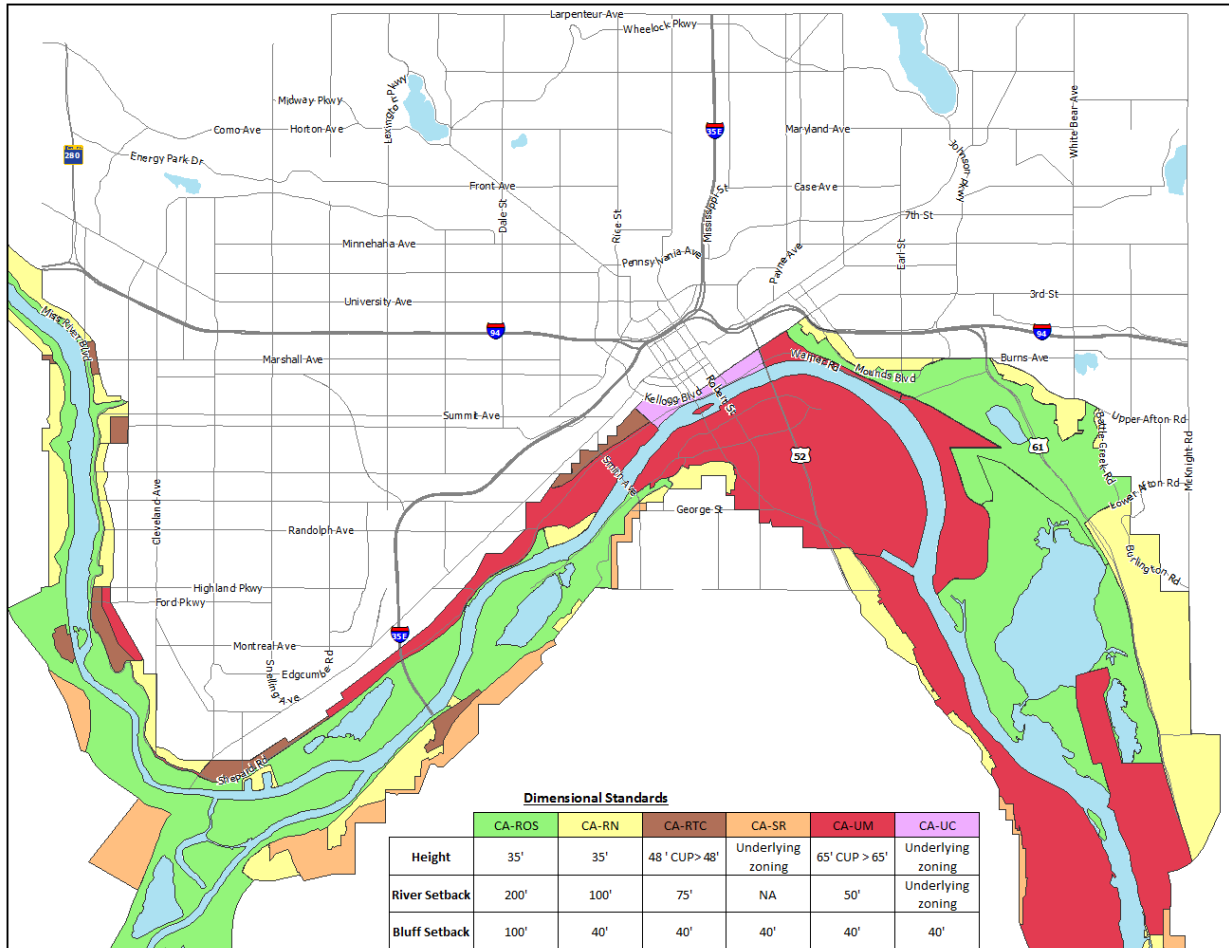 Larpenteur Ave
Wheelock Pkwy
Lexington Pkwy
Midway Pkwy
Como Ave
Horton Ave
35E
Maryland Ave
White Bear Ave
280
Energy Park Dr
Johnson Pkwy
Front Ave
Mississippi St
Case Ave
Dale St
Rice St
7th St
Minnehaha Ave
Earl St
Pennsylvania Ave
Payne Ave
University Ave
3rd St
Miss River Blvd
94
94
Marshall Ave
Warner Rd
Mounds Blvd
Burns Ave
Kellogg Blvd
Robert St
Summit Ave
Upper Afton Rd
Battle Creek Rd
61
McKnight Rd
52
Smith Ave
Cleveland Ave
Lower Afton Rd
George St
Randolph Ave
Burlington Rd
Highland Pkwy
Ford Pkwy
35E
Montreal Ave
Snelling Ave
Edgcumbe Rd
Shepard Rd
Dimensional Standards
CA-ROS CA-RN CA-RTC CA-SR CA-UM CA-UC
Height 35' 35' 48 ' CUP> 48' Underlying zoning 65' CUP > 65' Underlying zoning
River Setback 200' 100' 75' NA 50' Underlying zoning
Bluff Setback 100' 40' 40' 40' 40' 40'